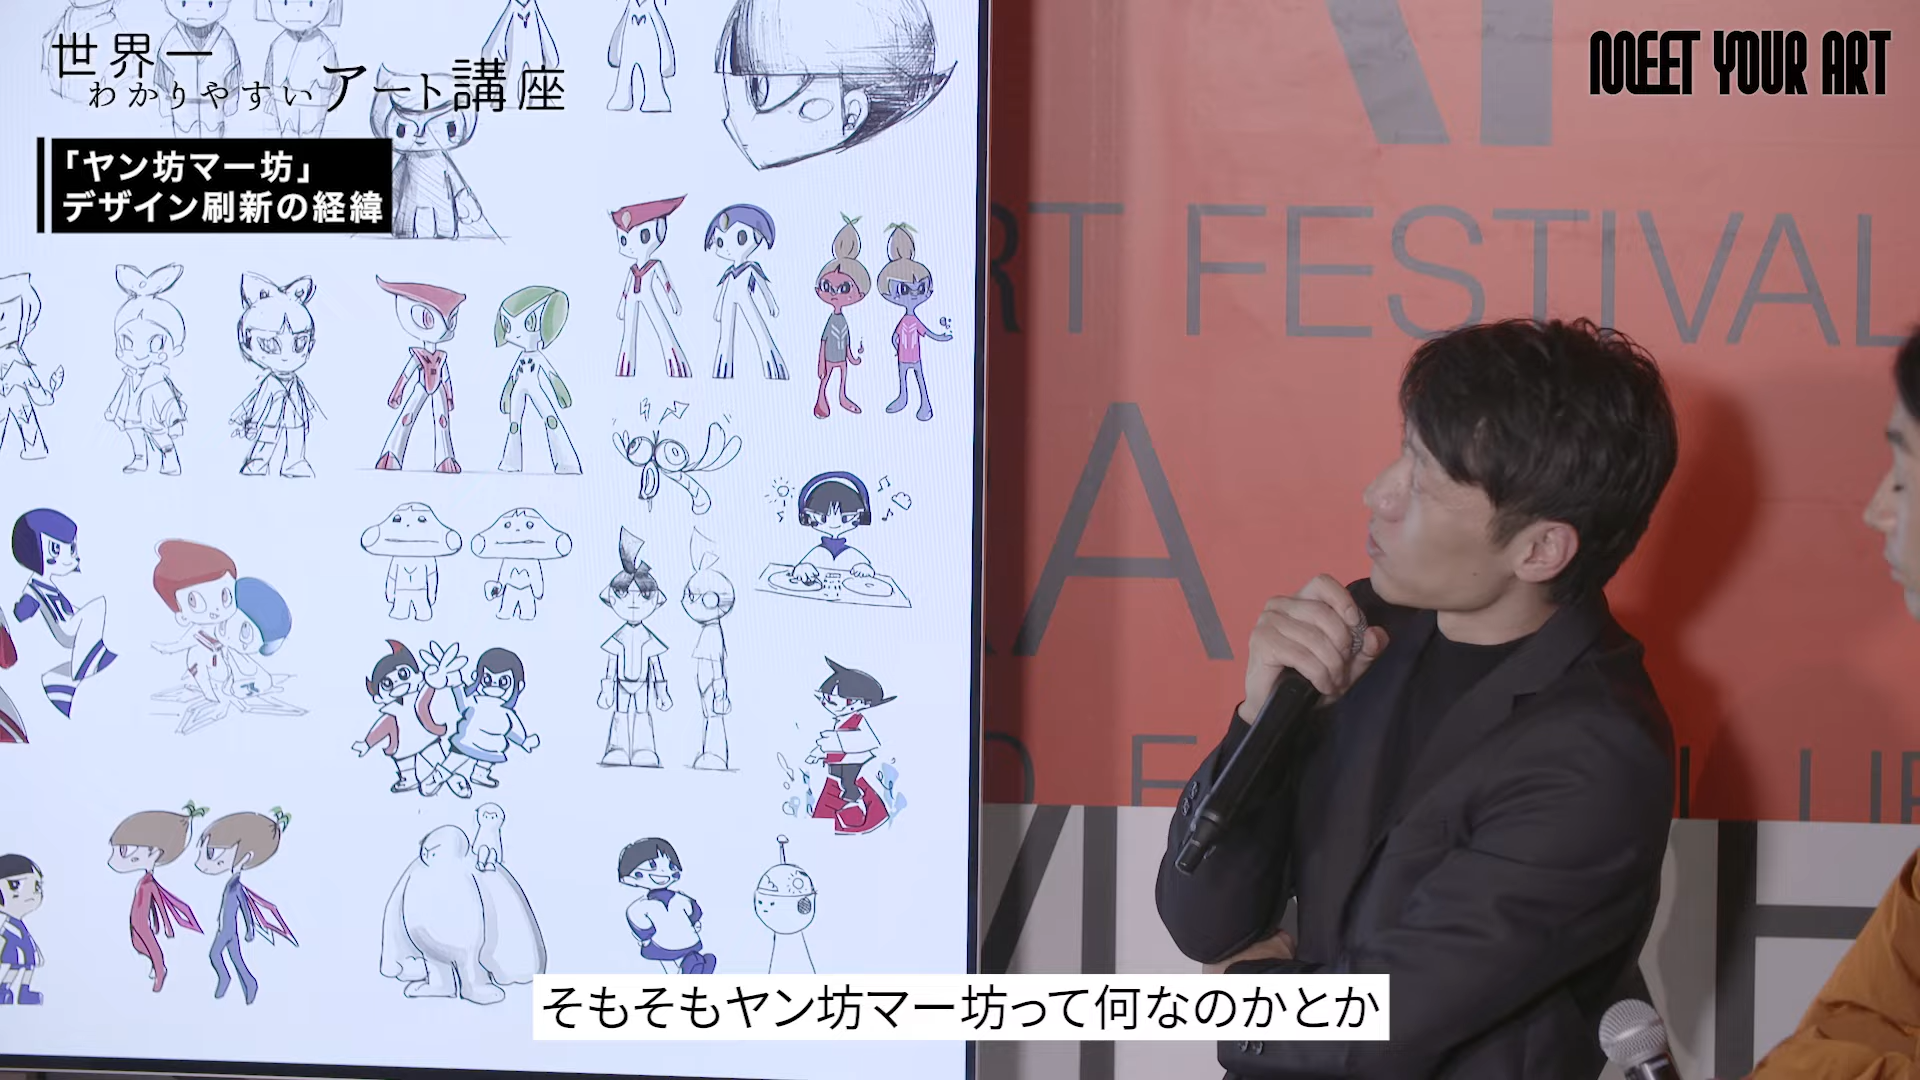 世界一
わかりやすいアート講座
「ヤン坊マー坊」
デザイン刷新の経緯
MEET YOUR ART
ART FESTIVAL
そもそもヤン坊マー坊って何なのかとか